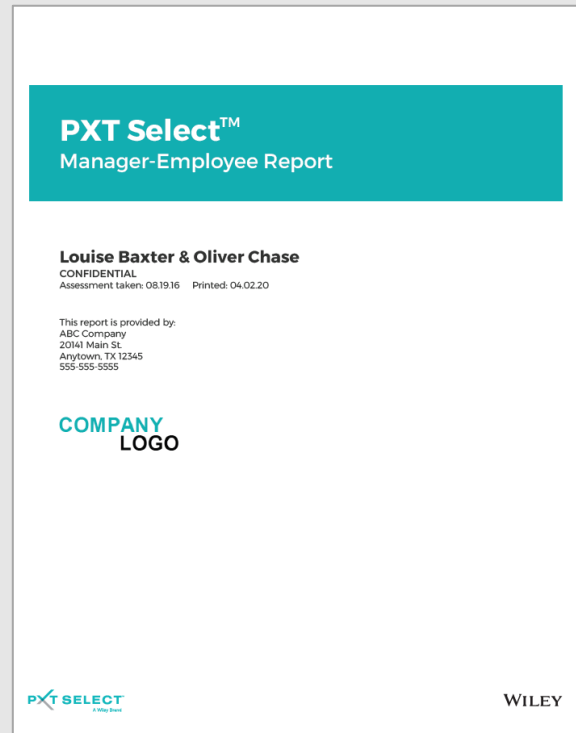 PXT Select™
Manager-Employee Report
Louise Baxter & Oliver Chase
CONFIDENTIAL
Assessment taken: 08.19.16 Printed: 04.02.20
This report is provided by:
ABC Company
20141 Main St.
Anytown, TX 12345
555-555-5555
COMPANY
LOGO
PXT SELECT
A Wiley Brand
WILEY